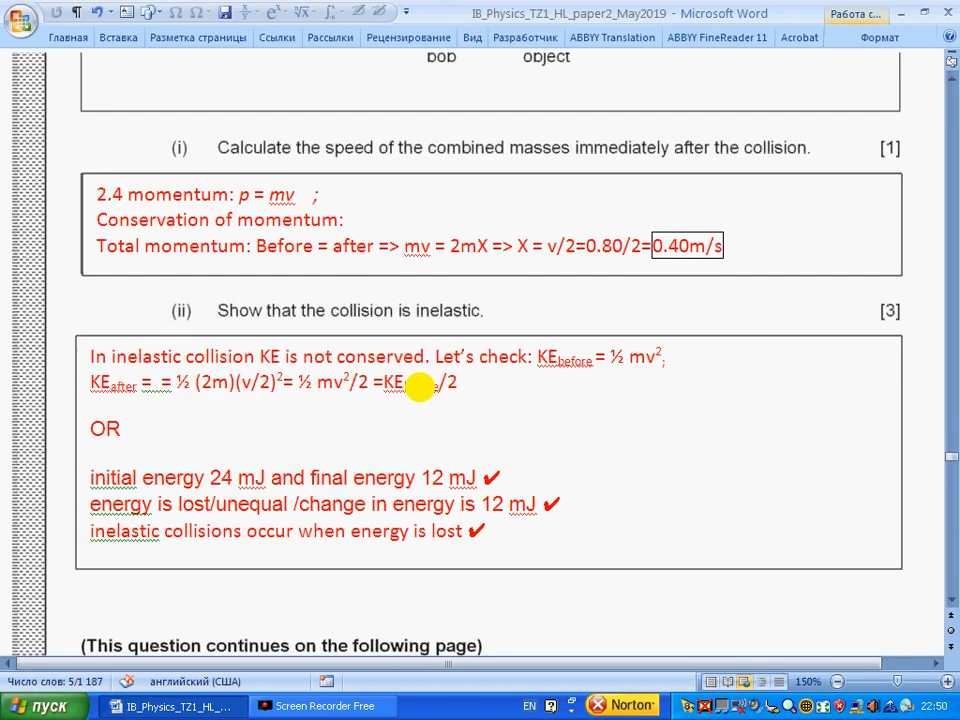 IB_Physics_TZ1_HL_paper2_May2019 - Microsoft Word
Работа с...
Главная Вставка Разметка страницы Ссылки Рассылки Рецензирование Вид Разработчик ABBYY Translation ABBYY FineReader 11 Acrobat Формат
bob object
(i) Calculate the speed of the combined masses immediately after the collision. [1]
2.4 momentum: p = mv ;
Conservation of momentum:
Total momentum: Before = after => mv = 2mX => X = v/2=0.80/2=0.40m/s
(ii) Show that the collision is inelastic. [3]
In inelastic collision KE is not conserved. Let's check: KEbefore = ½ mv²;
KEafter = = ½ (2m)(v/2)²= ½ mv²/2 =KE /2
OR
initial energy 24 mJ and final energy 12 mJ ✔
energy is lost/unequal /change in energy is 12 mJ ✔
inelastic collisions occur when energy is lost ✔
(This question continues on the following page)
Число слов: 5/1 187 английский (США) 150%
пуск IB_Physics_TZ1_HL_... Screen Recorder Free EN Norton 22:50